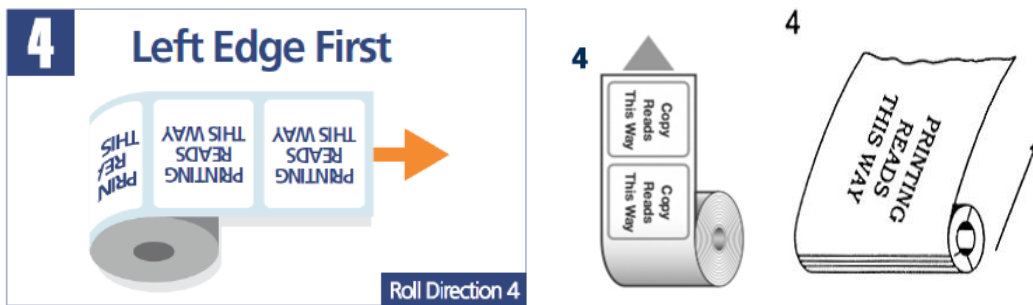 4
Left Edge First
PRIN
REA
THIS
PRINTING
READS
THIS WAY
PRINTING
READS
THIS WAY
Roll Direction 4
4
Copy
Reads
This Way
Copy
Reads
This Way
4
PRINTING
READS
THIS WAY